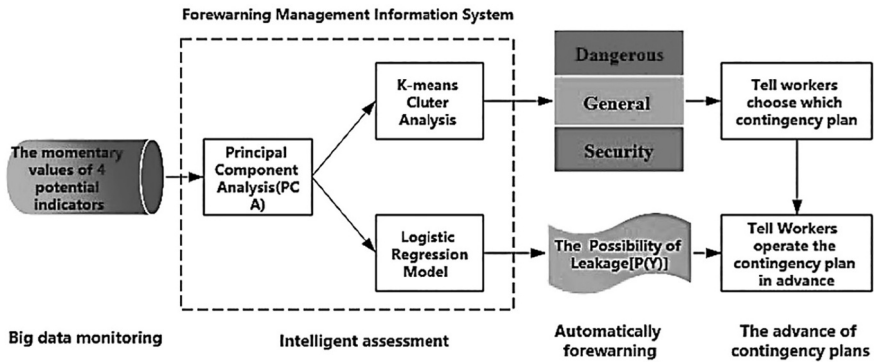 Forewarning Management Information System
The momentary
values of 4
potential
indicators
Principal
Component
Analysis(PC
A)
K-means
Cluter
Analysis
Logistic
Regression
Model
Dangerous
General
Security
The Possibility of
Leakage[P(Y)]
Tell workers
choose which
contingency plan
Tell Workers
operate the
contingency plan
in advance
Big data monitoring
Intelligent assessment
Automatically
forewarning
The advance of
contingency plans